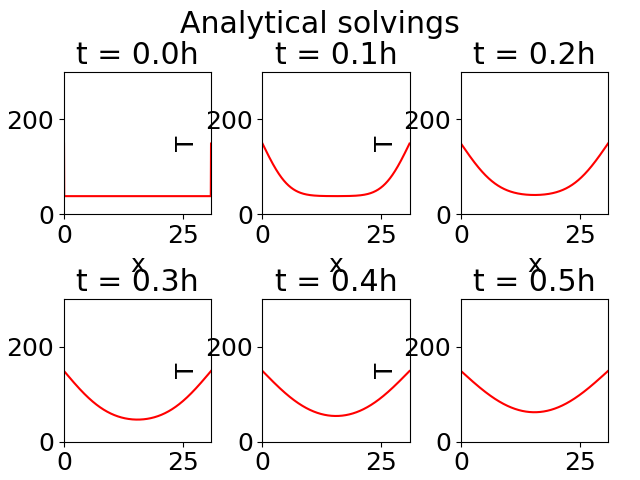 Analytical solvings
t = 0.0h t = 0.1h t = 0.2h
200 T 200 T 200
0 0 0
0 25 0 25 0 25
x x x
t = 0.3h t = 0.4h t = 0.5h
200 T 200 T 200
0 0 0
0 25 0 25 0 25